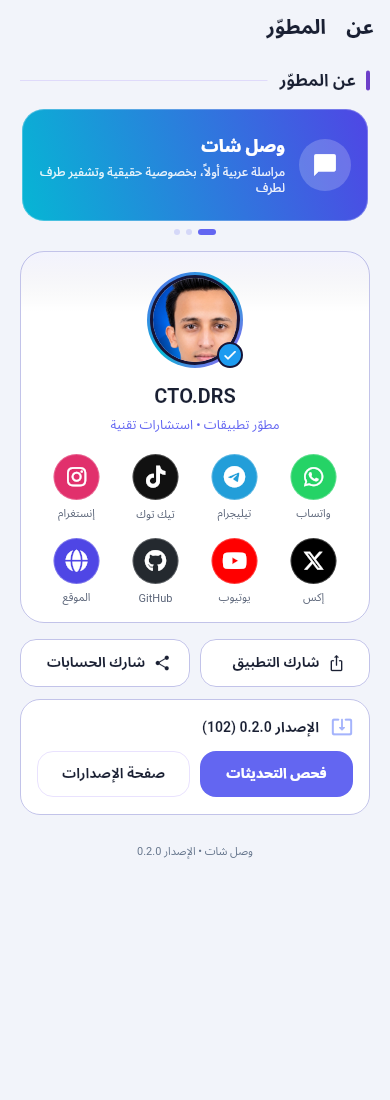 عن المطوّر
عن المطوّر
وصل شات
مراسلة عربية أولاً، بخصوصية حقيقية وتشفير طرف
لطرف
CTO.DRS
مطوّر تطبيقات • استشارات تقنية
واتساب
تيليجرام
تيك توك
إنستغرام
إكس
يوتيوب
GitHub
الموقع
شارك التطبيق
شارك الحسابات
الإصدار 0.2.0 (102)
فحص التحديثات
صفحة الإصدارات
وصل شات • الإصدار 0.2.0